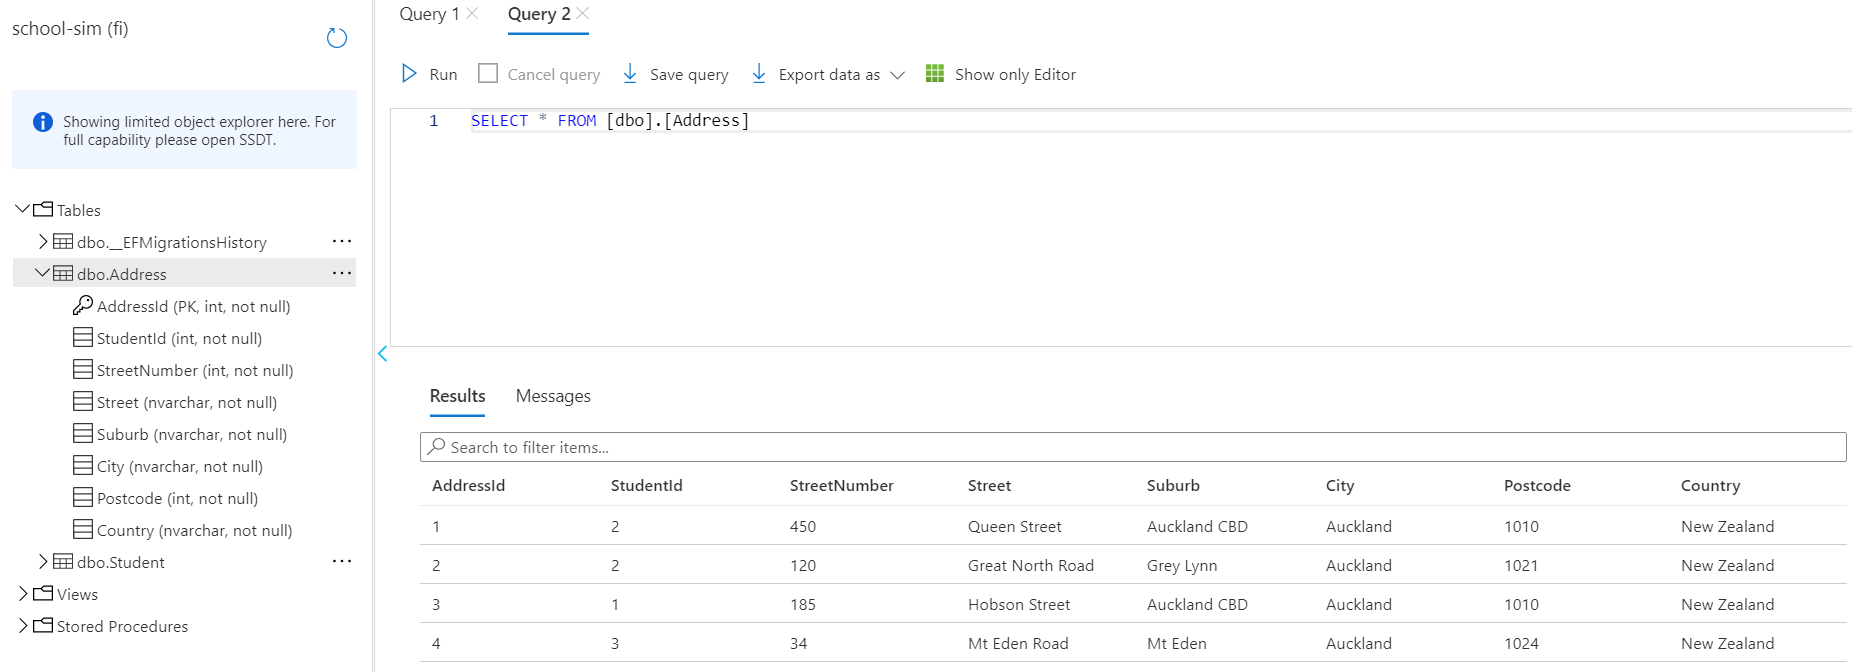 school-sim (fi)
Showing limited object explorer here. For
full capability please open SSDT.
Tables
dbo.__EFMigrationsHistory ...
dbo.Address ...
AddressId (PK, int, not null)
StudentId (int, not null)
StreetNumber (int, not null)
Street (nvarchar, not null)
Suburb (nvarchar, not null)
City (nvarchar, not null)
Postcode (int, not null)
Country (nvarchar, not null)
dbo.Student ...
Views
Stored Procedures
Query 1 Query 2
Run Cancel query Save query Export data as Show only Editor
1 SELECT * FROM [dbo].[Address]
Results Messages
Search to filter items...
AddressId StudentId StreetNumber Street Suburb City Postcode Country
1 2 450 Queen Street Auckland CBD Auckland 1010 New Zealand
2 2 120 Great North Road Grey Lynn Auckland 1021 New Zealand
3 1 185 Hobson Street Auckland CBD Auckland 1010 New Zealand
4 3 34 Mt Eden Road Mt Eden Auckland 1024 New Zealand